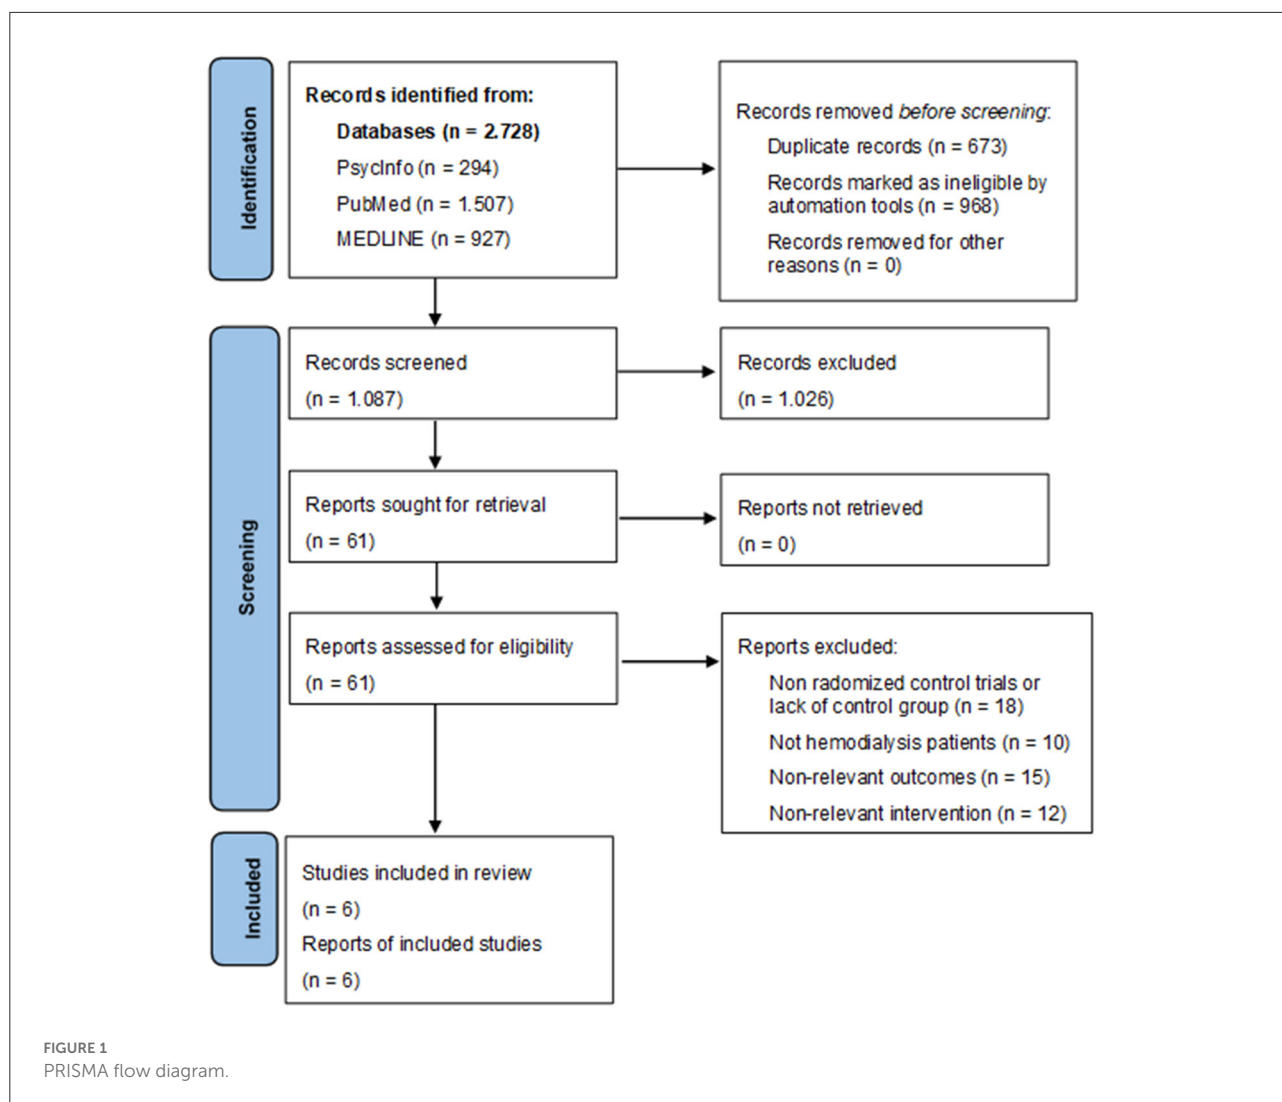 Identification
Records identified from:
Databases (n = 2.728)
PsycInfo (n = 294)
PubMed (n = 1.507)
MEDLINE (n = 927)
Records removed before screening:
Duplicate records (n = 673)
Records marked as ineligible by
automation tools (n = 968)
Records removed for other
reasons (n = 0)
Screening
Records screened
(n = 1.087)
Records excluded
(n = 1.026)
Reports sought for retrieval
(n = 61)
Reports not retrieved
(n = 0)
Reports assessed for eligibility
(n = 61)
Reports excluded:
Non radomized control trials or
lack of control group (n = 18)
Not hemodialysis patients (n = 10)
Non-relevant outcomes (n = 15)
Non-relevant intervention (n = 12)
Included
Studies included in review
(n = 6)
Reports of included studies
(n = 6)
FIGURE 1
PRISMA flow diagram.